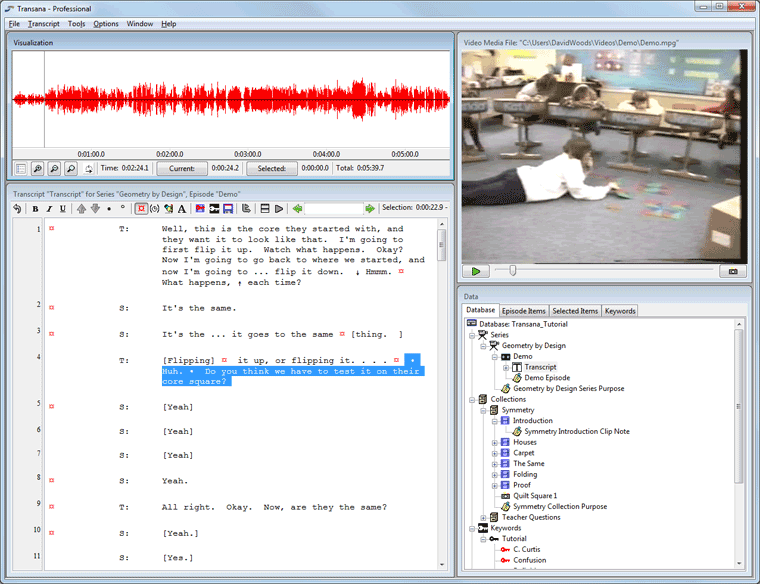 Transana - Professional
File Transcript Tools Options Window Help
Visualization
0:01:00.0 0:02:00.0 0:03:00.0 0:04:00.0 0:05:00.0
Time: 0:02:24.1 Current: 0:00:24.2 Selected: 0:00:00.0 Total: 0:05:39.7
Video Media File: "C:\Users\DavidWoods\Videos\Demo\Demo.mpg"
Transcript "Transcript" for Series "Geometry by Design", Episode "Demo"
B I U A Selection: 0:00:22.9 -
1 ¤ T: Well, this is the core they started with, and
they want it to look like that. I'm going to
first flip it up. Watch what happens. Okay?
Now I'm going to go back to where we started, and
now I'm going to ... flip it down. ↓ Hmmm. ¤
What happens, ↑ each time?
2 ¤ S: It's the same.
3 ¤ S: It's the ... it goes to the same ¤ [thing. ]
4 T: [Flipping] ¤ it up, or flipping it. . . . ¤ •
Huh. • Do you think we have to test it on their
core square?
5 ¤ S: [Yeah]
6 S: [Yeah]
7 S: [Yeah]
8 ¤ S: Yeah.
9 ¤ T: All right. Okay. Now, are they the same?
10 ¤ S: [Yeah.]
11 S: [Yes.]
Data
Database Episode Items Selected Items Keywords
Database: Transana_Tutorial
Series
Geometry by Design
Demo
Transcript
Demo Episode
Geometry by Design Series Purpose
Collections
Symmetry
Introduction
Symmetry Introduction Clip Note
Houses
Carpet
The Same
Folding
Proof
Quilt Square 1
Symmetry Collection Purpose
Teacher Questions
Keywords
Tutorial
C. Curtis
Confusion